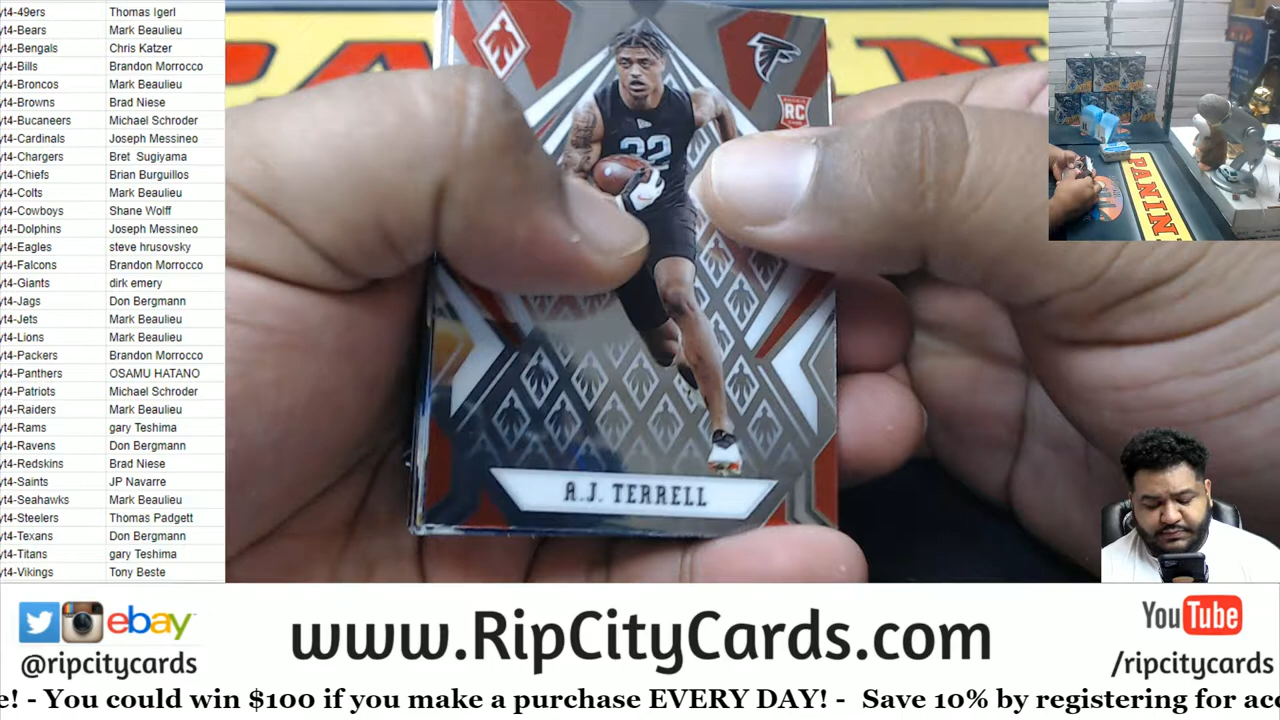 yt4-49ers Thomas Igerl
yt4-Bears Mark Beaulieu
yt4-Bengals Chris Katzer
yt4-Bills Brandon Morrocco
yt4-Broncos Mark Beaulieu
yt4-Browns Brad Niese
yt4-Bucaneers Michael Schroder
yt4-Cardinals Joseph Messineo
yt4-Chargers Bret Sugiyama
yt4-Chiefs Brian Burguillos
yt4-Colts Mark Beaulieu
yt4-Cowboys Shane Wolff
yt4-Dolphins Joseph Messineo
yt4-Eagles steve hrusovsky
yt4-Falcons Brandon Morrocco
yt4-Giants dirk emery
yt4-Jags Don Bergmann
yt4-Jets Mark Beaulieu
yt4-Lions Mark Beaulieu
yt4-Packers Brandon Morrocco
yt4-Panthers OSAMU HATANO
yt4-Patriots Michael Schroder
yt4-Raiders Mark Beaulieu
yt4-Rams gary Teshima
yt4-Ravens Don Bergmann
yt4-Redskins Brad Niese
yt4-Saints JP Navarre
yt4-Seahawks Mark Beaulieu
yt4-Steelers Thomas Padgett
yt4-Texans Don Bergmann
yt4-Titans gary Teshima
yt4-Vikings Tony Beste
RC
32
A.J. TERRELL
PANINI
ebay
@ripcitycards
www.RipCityCards.com
YouTube
/ripcitycards
e! - You could win $100 if you make a purchase EVERY DAY! - Save 10% by registering for acc